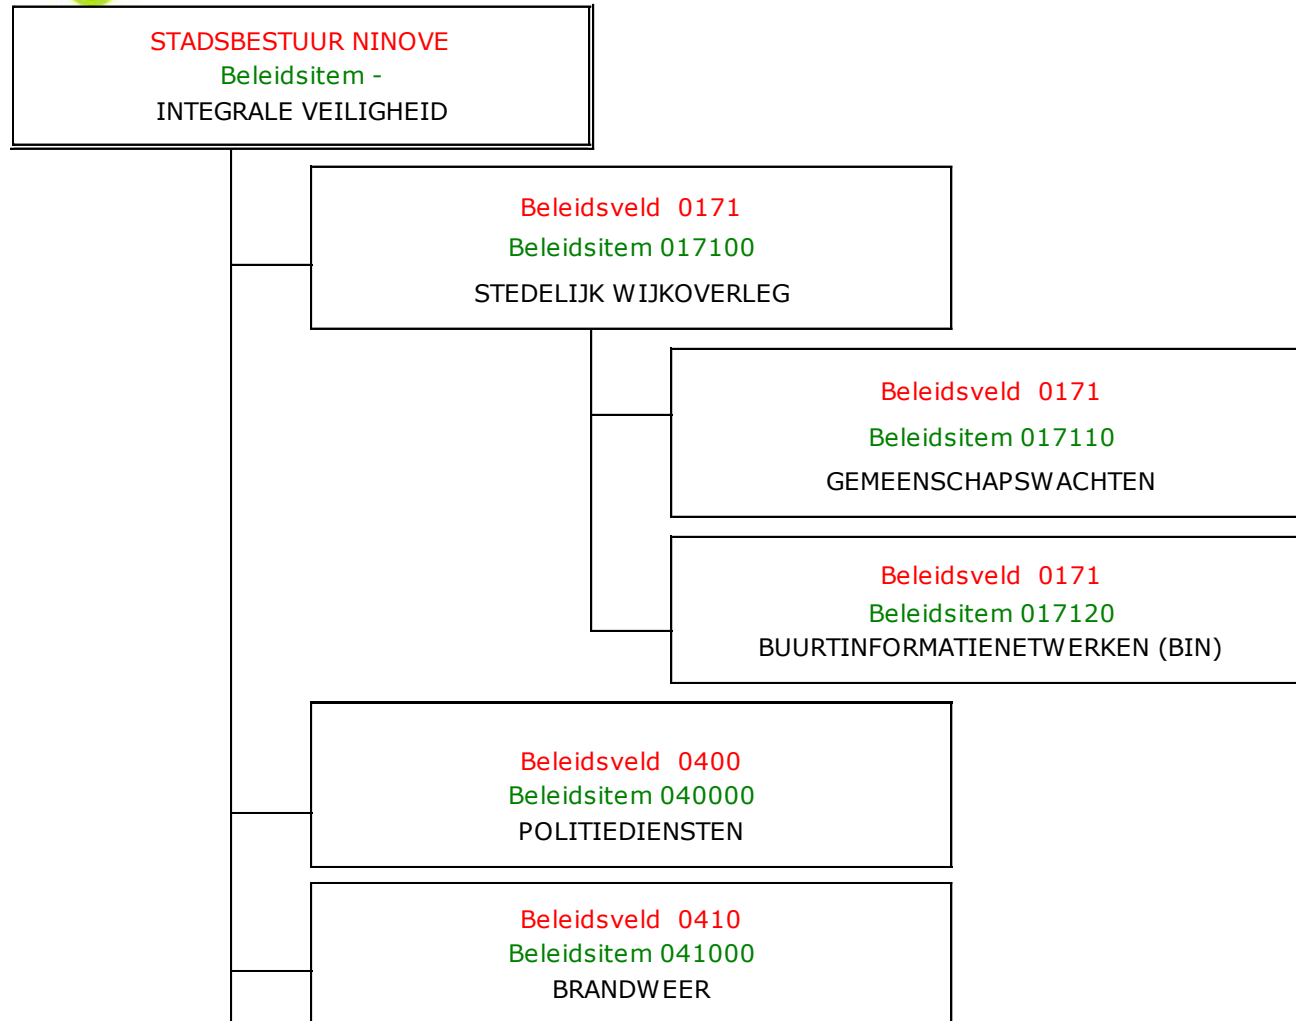 STADSBESTUUR NINOVE
Beleidsitem -
INTEGRALE VEILIGHEID
Beleidsveld 0171
Beleidsitem 017100
STEDELIJK WIJKOVERLEG
Beleidsveld 0171
Beleidsitem 017110
GEMEENSCHAPSWACHTEN
Beleidsveld 0171
Beleidsitem 017120
BUURTINFORMATIENETWERKEN (BIN)
Beleidsveld 0400
Beleidsitem 040000
POLITIEDIENSTEN
Beleidsveld 0410
Beleidsitem 041000
BRANDWEER